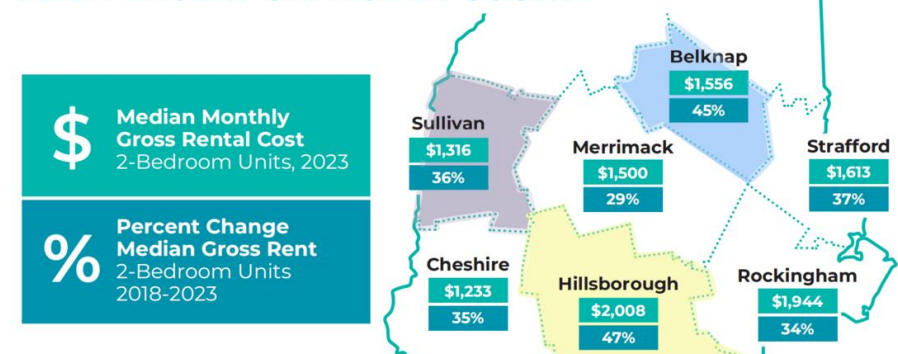 $
Median Monthly
Gross Rental Cost
2-Bedroom Units, 2023
%
Percent Change
Median Gross Rent
2-Bedroom Units
2018-2023
Belknap
$1,556
45%
Sullivan
$1,316
36%
Merrimack
$1,500
29%
Strafford
$1,613
37%
Cheshire
$1,233
35%
Hillsborough
$2,008
47%
Rockingham
$1,944
34%